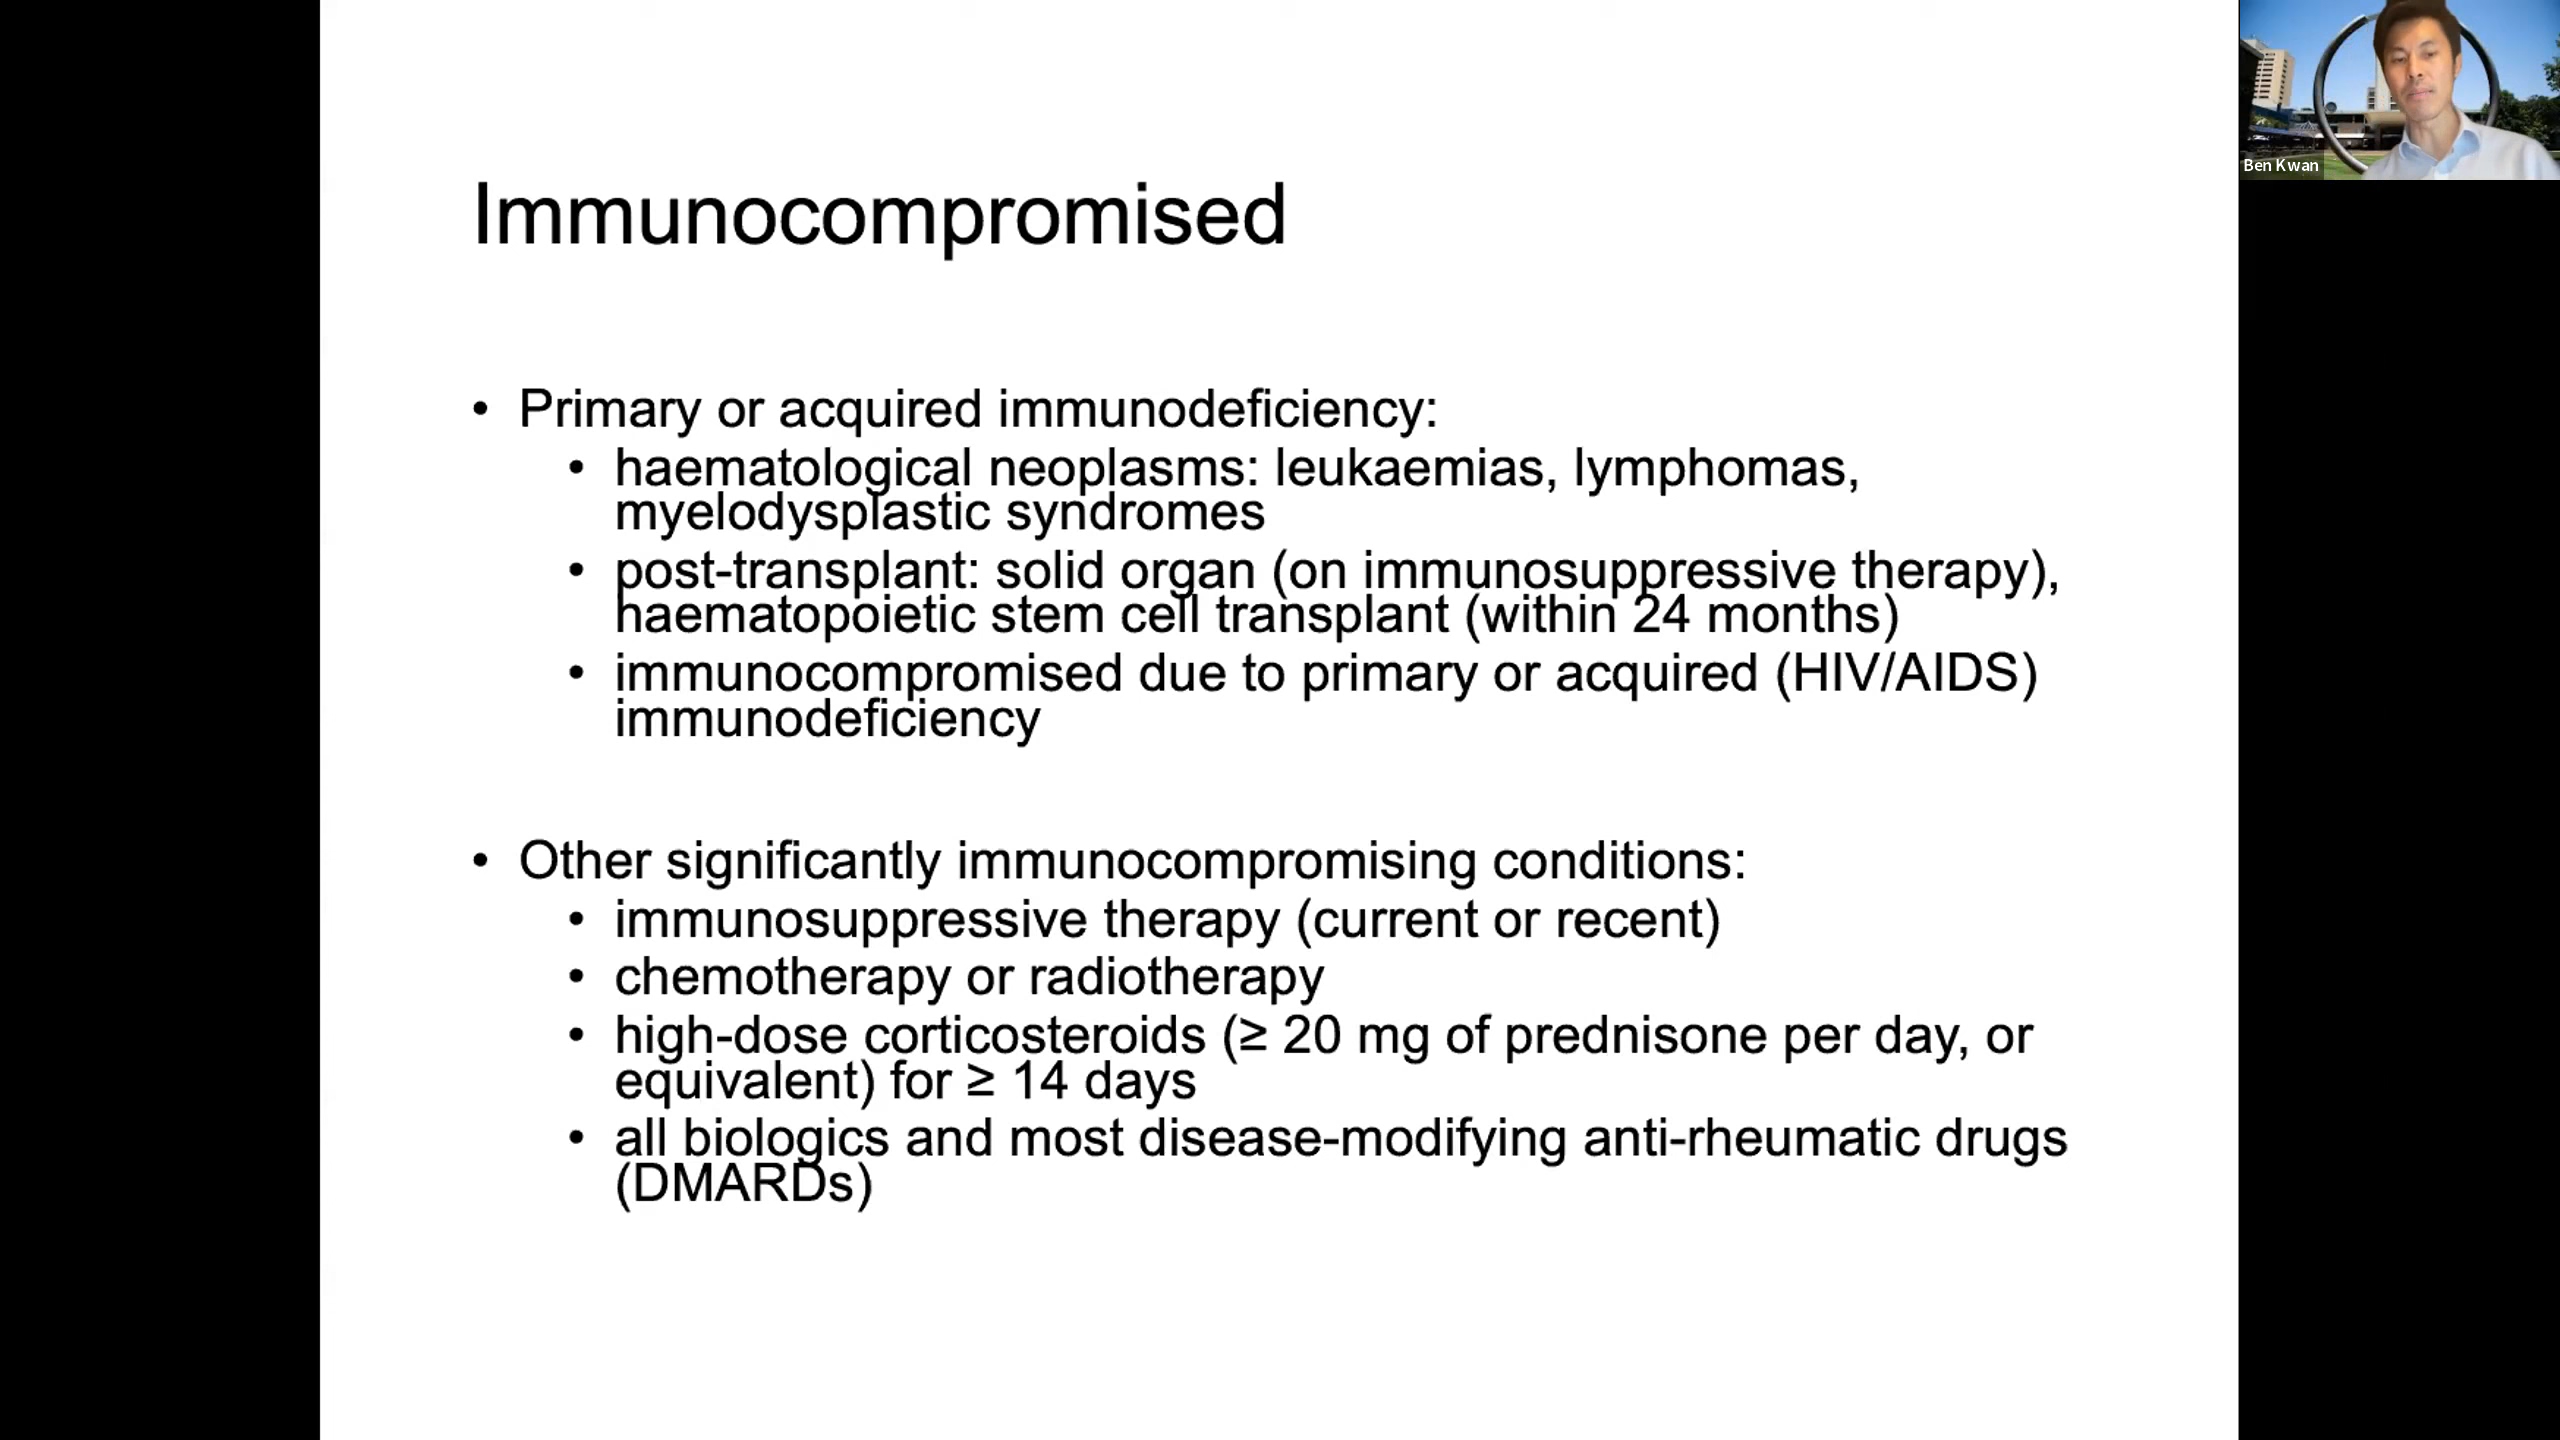 Immunocompromised
• Primary or acquired immunodeficiency:
• haematological neoplasms: leukaemias, lymphomas,
myelodysplastic syndromes
• post-transplant: solid organ (on immunosuppressive therapy),
haematopoietic stem cell transplant (within 24 months)
• immunocompromised due to primary or acquired (HIV/AIDS)
immunodeficiency
• Other significantly immunocompromising conditions:
• immunosuppressive therapy (current or recent)
• chemotherapy or radiotherapy
• high-dose corticosteroids (≥ 20 mg of prednisone per day, or
equivalent) for ≥ 14 days
• all biologics and most disease-modifying anti-rheumatic drugs
(DMARDs)
Ben Kwan